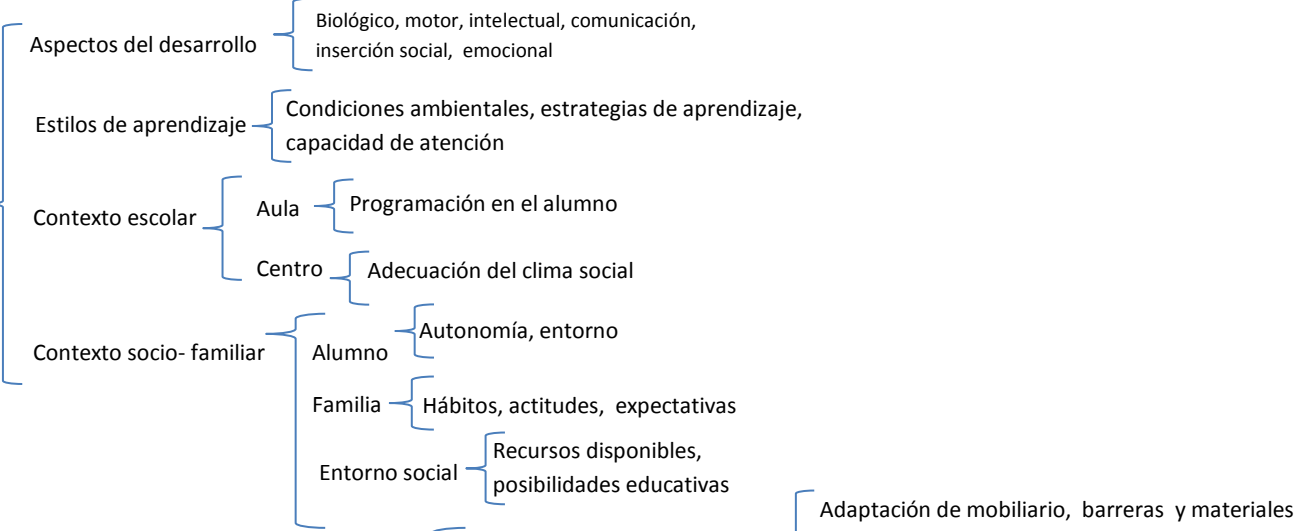 Aspectos del desarrollo
Biológico, motor, intelectual, comunicación,
inserción social, emocional
Estilos de aprendizaje
Condiciones ambientales, estrategias de aprendizaje,
capacidad de atención
Contexto escolar
Aula
Programación en el alumno
Centro
Adecuación del clima social
Contexto socio- familiar
Alumno
Autonomía, entorno
Familia
Hábitos, actitudes, expectativas
Entorno social
Recursos disponibles,
posibilidades educativas
Adaptación de mobiliario, barreras y materiales